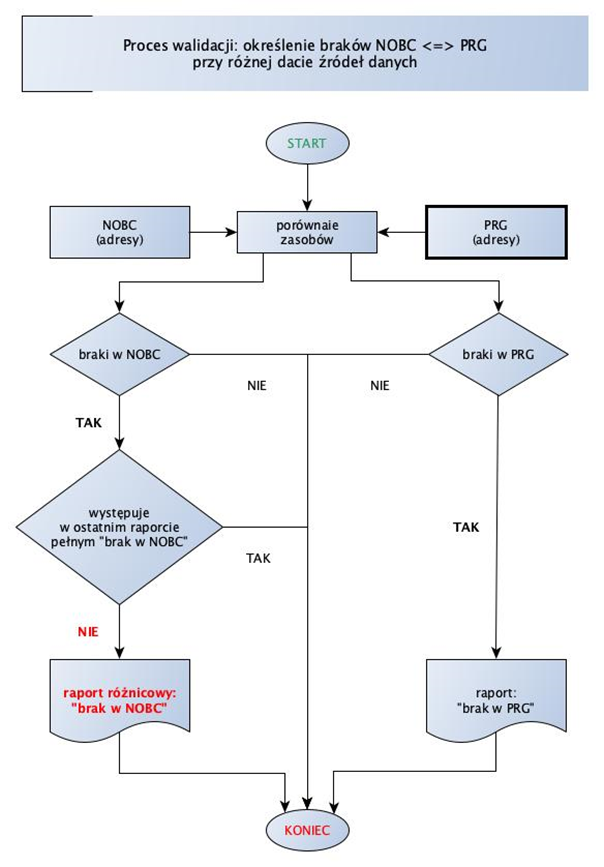 Proces walidacji: określenie braków NOBC <=> PRG
przy różnej dacie źródeł danych
START
NOBC
(adresy)
porównaie
zasobów
PRG
(adresy)
braki w NOBC
braki w PRG
NIE
NIE
TAK
występuje
w ostatnim raporcie
pełnym "brak w NOBC"
TAK
TAK
NIE
raport różnicowy:
"brak w NOBC"
raport:
"brak w PRG"
KONIEC